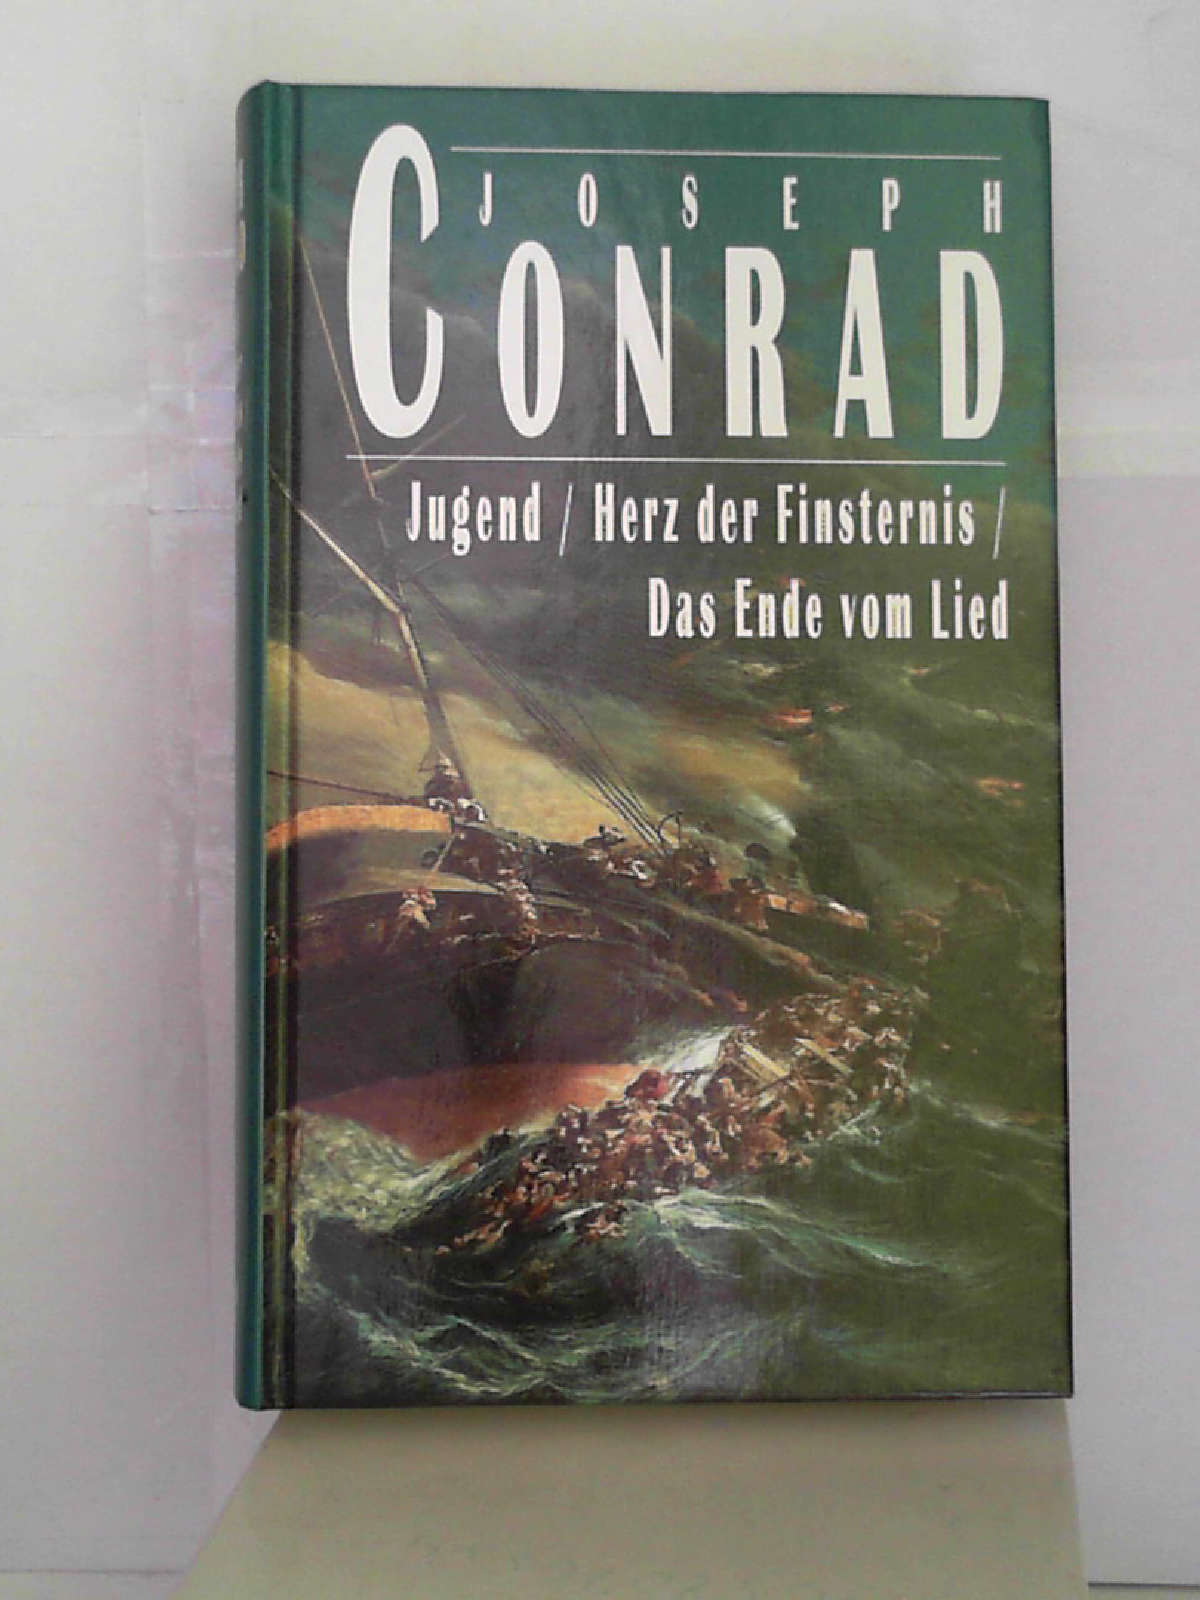 JOSEPH
CONRAD
Jugend / Herz der Finsternis /
Das Ende vom Lied